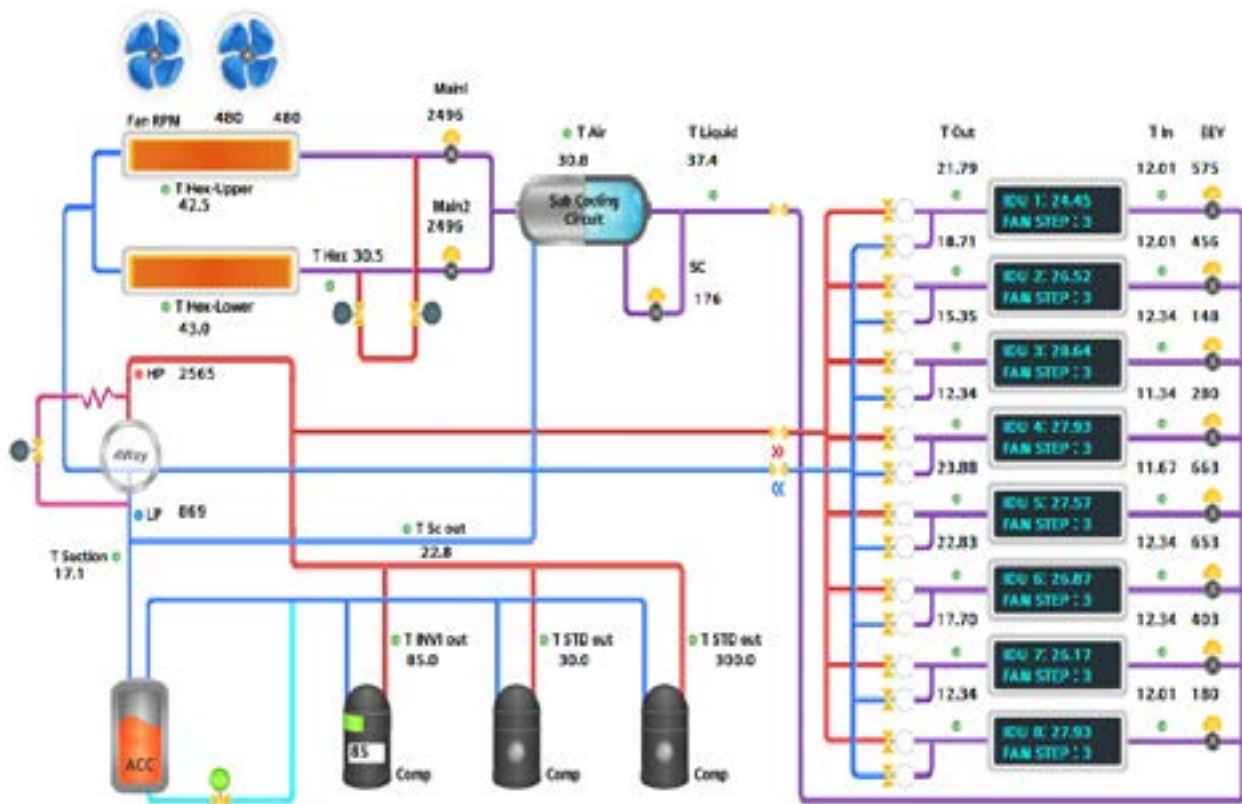 Main1
2496
Fan RPM 480 480
T Air
30.8
T Liquid
37.4
T Out
T In
EEV
21.79
12.01 575
T Hex-Upper
42.5
Main2
2496
Sub Cooling
Circuit
IDU 1: 24.45
FAN STEP : 3
18.71
12.01 456
T Hex 30.5
SC
176
IDU 2: 26.52
FAN STEP : 3
T Hex-Lower
43.0
15.35
12.34 148
IDU 3: 28.64
FAN STEP : 3
HP 2565
12.34
11.34 280
4Way
IDU 4: 27.93
FAN STEP : 3
23.88
11.67 663
LP 869
T Sc out
22.8
IDU 5: 27.57
FAN STEP : 3
T Suction
17.1
22.83
12.34 653
IDU 6: 26.87
FAN STEP : 3
17.70
12.34 403
T INV1 out
85.0
T STD out
30.0
T STD out
300.0
IDU 7: 26.17
FAN STEP : 3
12.34
12.01 180
ACC
85
Comp
Comp
Comp
IDU 8: 27.93
FAN STEP : 3